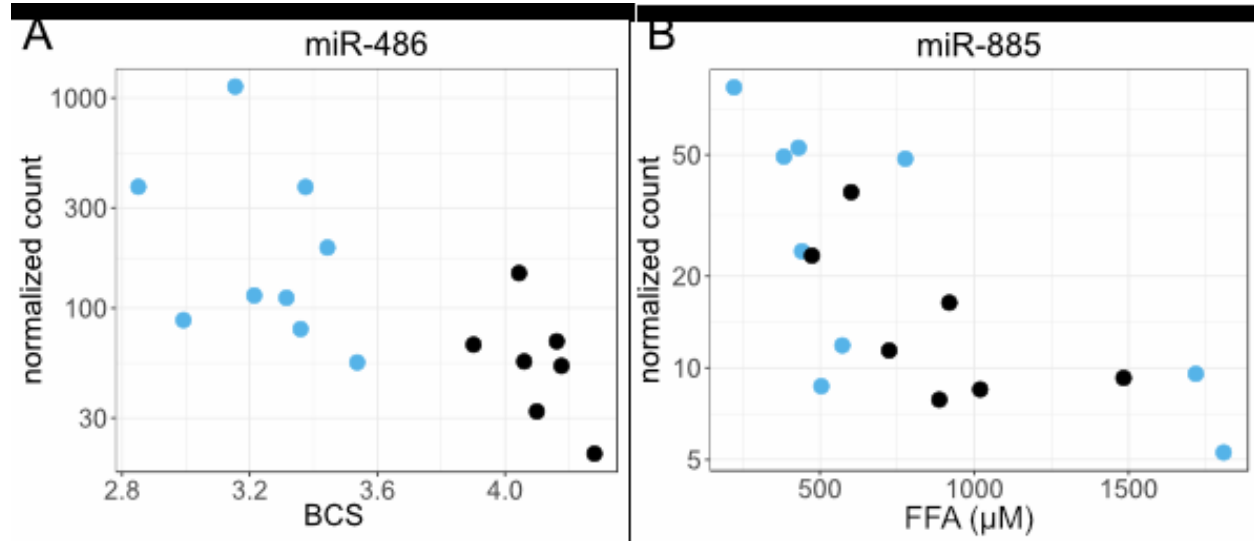 A
miR-486
normalized count
1000
300
100
30
2.8 3.2 3.6 4.0
BCS
B
miR-885
normalized count
50
20
10
5
500 1000 1500
FFA (μM)